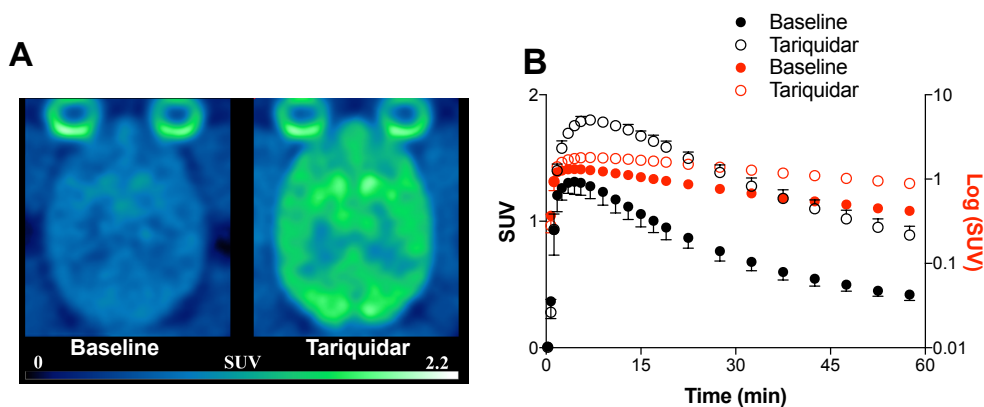 A
Baseline
Tariquidar
0
SUV
2.2
B
Baseline
Tariquidar
Baseline
Tariquidar
2
1
0
SUV
10
1
0.1
0.01
Log (SUV)
0
15
30
45
60
Time (min)